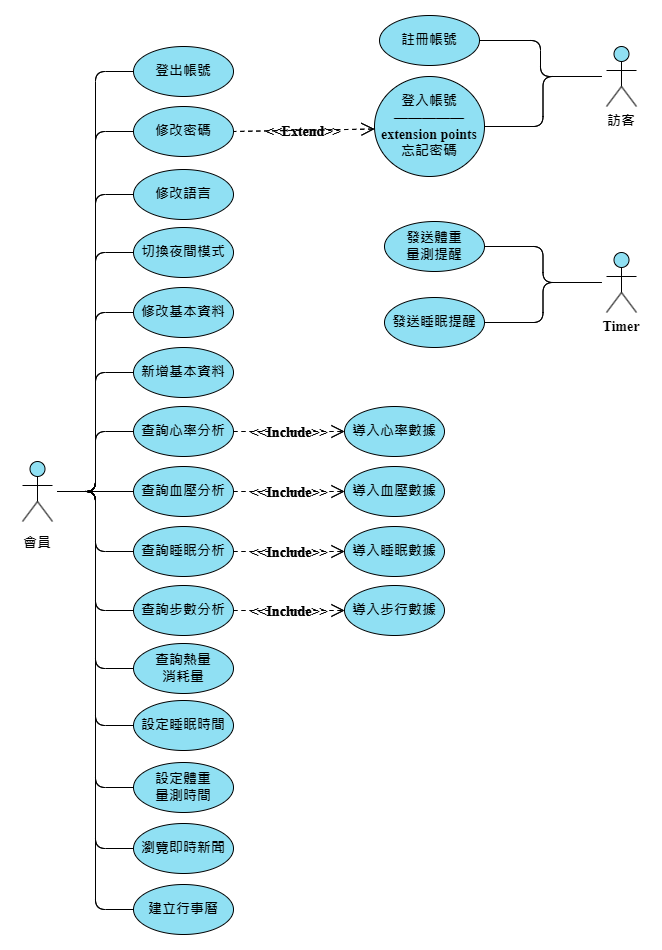 註冊帳號
訪客
登入帳號
extension points
忘記密碼
登出帳號
修改密碼
<<Extend>>
修改語言
切換夜間模式
發送體重
量測提醒
修改基本資料
發送睡眠提醒
Timer
新增基本資料
查詢心率分析
<<Include>>
導入心率數據
查詢血壓分析
<<Include>>
導入血壓數據
會員
查詢睡眠分析
<<Include>>
導入睡眠數據
查詢步數分析
<<Include>>
導入步行數據
查詢熱量
消耗量
設定睡眠時間
設定體重
量測時間
瀏覽即時新聞
建立行事曆